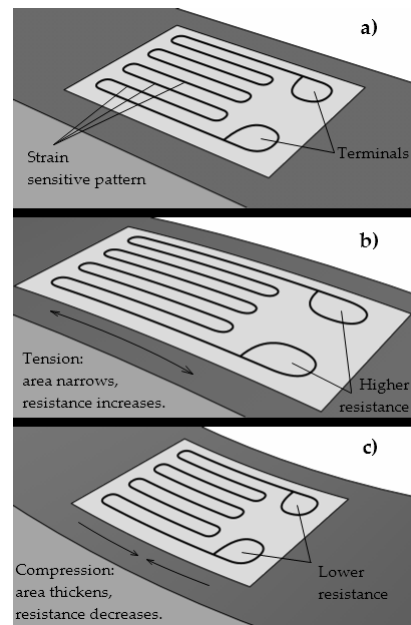 a)
Strain
sensitive pattern
Terminals
b)
Tension:
area narrows,
resistance increases.
Higher
resistance
c)
Compression:
area thickens,
resistance decreases.
Lower
resistance